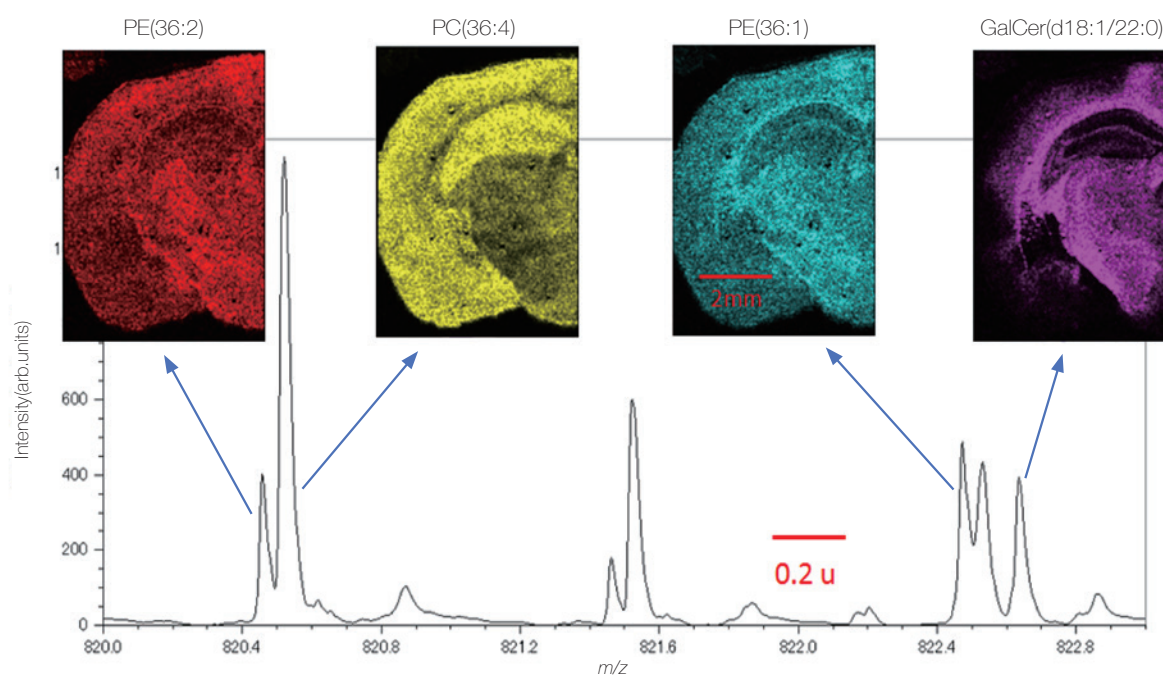 PE(36:2) PC(36:4) PE(36:1) GalCer(d18:1/22:0)
2mm
Intensity(arb.units)
1
1
600
400
200
0
0.2 u
820.0 820.4 820.8 821.2 821.6 822.0 822.4 822.8
m/z